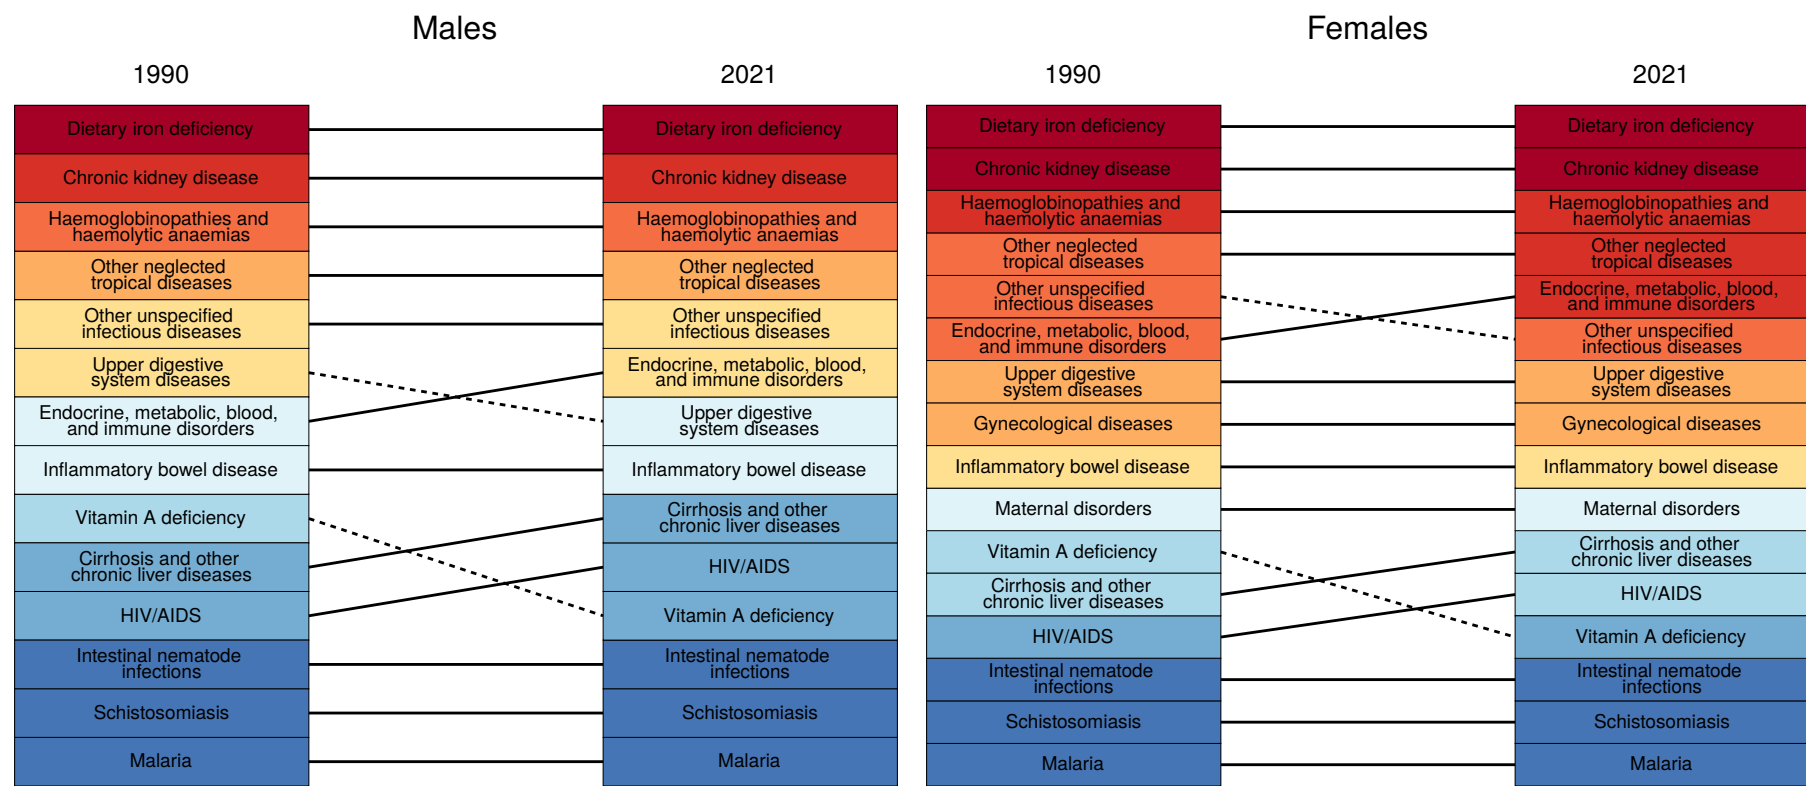 Males
1990
2021
Dietary iron deficiency
Chronic kidney disease
Haemoglobinopathies and
haemolytic anaemias
Other neglected
tropical diseases
Other unspecified
infectious diseases
Upper digestive
system diseases
Endocrine, metabolic, blood,
and immune disorders
Inflammatory bowel disease
Vitamin A deficiency
Cirrhosis and other
chronic liver diseases
HIV/AIDS
Intestinal nematode
infections
Schistosomiasis
Malaria
Dietary iron deficiency
Chronic kidney disease
Haemoglobinopathies and
haemolytic anaemias
Other neglected
tropical diseases
Other unspecified
infectious diseases
Endocrine, metabolic, blood,
and immune disorders
Upper digestive
system diseases
Inflammatory bowel disease
Cirrhosis and other
chronic liver diseases
HIV/AIDS
Vitamin A deficiency
Intestinal nematode
infections
Schistosomiasis
Malaria
Females
1990
2021
Dietary iron deficiency
Chronic kidney disease
Haemoglobinopathies and
haemolytic anaemias
Other neglected
tropical diseases
Other unspecified
infectious diseases
Endocrine, metabolic, blood,
and immune disorders
Upper digestive
system diseases
Gynecological diseases
Inflammatory bowel disease
Maternal disorders
Vitamin A deficiency
Cirrhosis and other
chronic liver diseases
HIV/AIDS
Intestinal nematode
infections
Schistosomiasis
Malaria
Dietary iron deficiency
Chronic kidney disease
Haemoglobinopathies and
haemolytic anaemias
Other neglected
tropical diseases
Endocrine, metabolic, blood,
and immune disorders
Other unspecified
infectious diseases
Upper digestive
system diseases
Gynecological diseases
Inflammatory bowel disease
Maternal disorders
Cirrhosis and other
chronic liver diseases
HIV/AIDS
Vitamin A deficiency
Intestinal nematode
infections
Schistosomiasis
Malaria